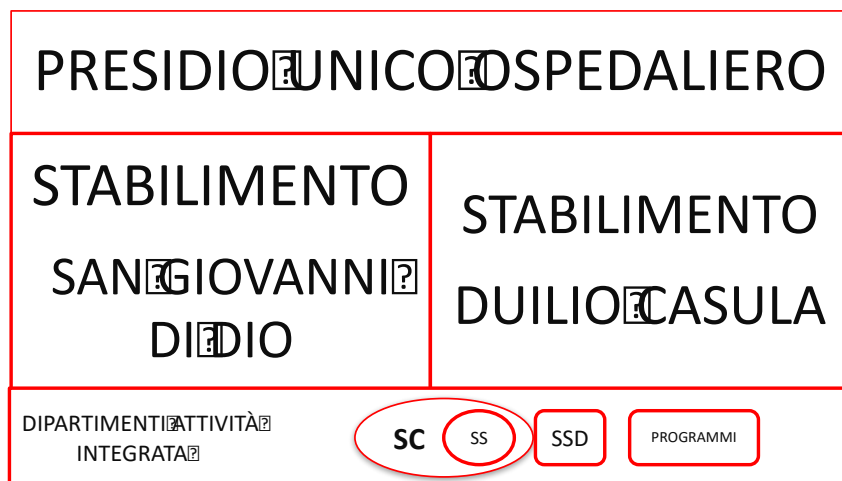 PRESIDIO UNICO OSPEDALIERO
STABILIMENTO
SAN GIOVANNI
DI DIO
STABILIMENTO
DUILIO CASULA
DIPARTIMENTI ATTIVITÀ
INTEGRATA
SC
SS
SSD
PROGRAMMI